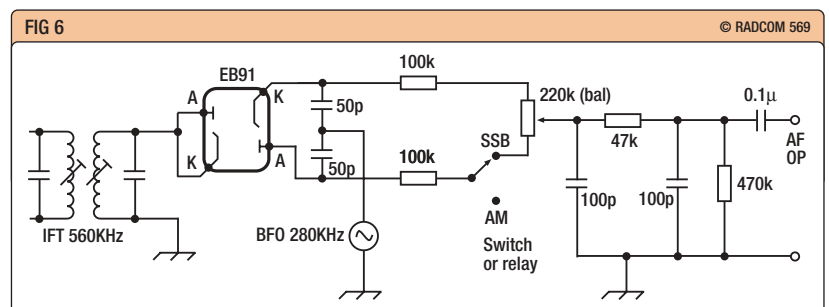 FIG 6
© RADCOM 569
EB91
A
K
K
A
50p
50p
100k
100k
220k (bal)
SSB
AM
Switch
or relay
47k
0.1μ
AF
OP
100p
100p
470k
IFT 560KHz
BFO 280KHz